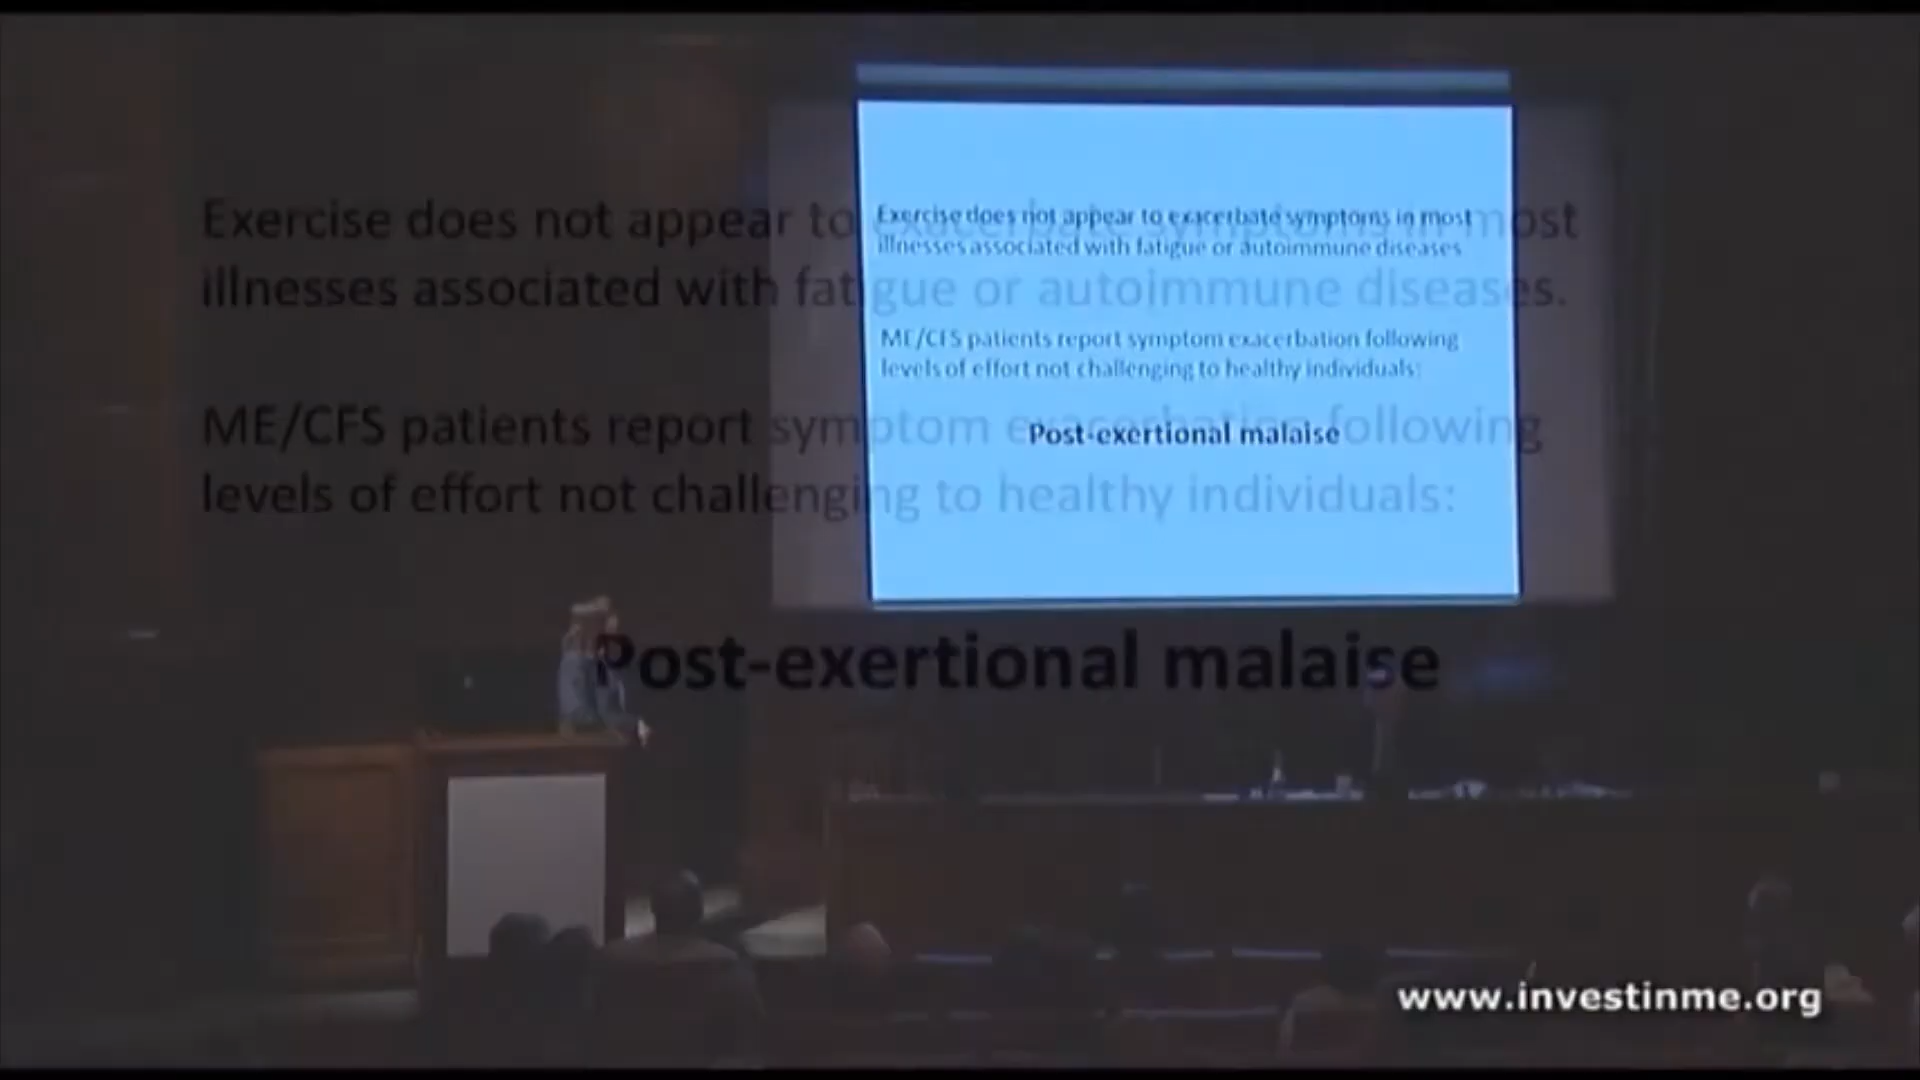 Exercise does not appear to exacerbate symptoms in most
illnesses associated with fatigue or autoimmune diseases.
ME/CFS patients report symptom exacerbation following
levels of effort not challenging to healthy individuals:
Post-exertional malaise
Exercise does not appear to exacerbate symptoms in most
illnesses associated with fatigue or autoimmune diseases
ME/CFS patients report symptom exacerbation following
levels of effort not challenging to healthy individuals:
Post-exertional malaise
www.investinme.org